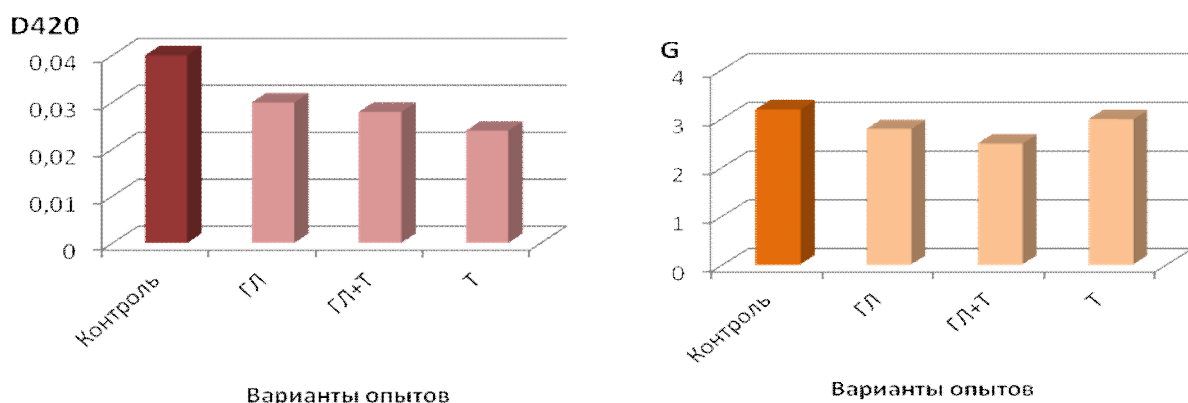 D420
0,04
0,03
0,02
0,01
0
Контроль
ГЛ
ГЛ+Т
Т
Варианты опытов
G
4
3
2
1
0
Контроль
ГЛ
ГЛ+Т
Т
Варианты опытов